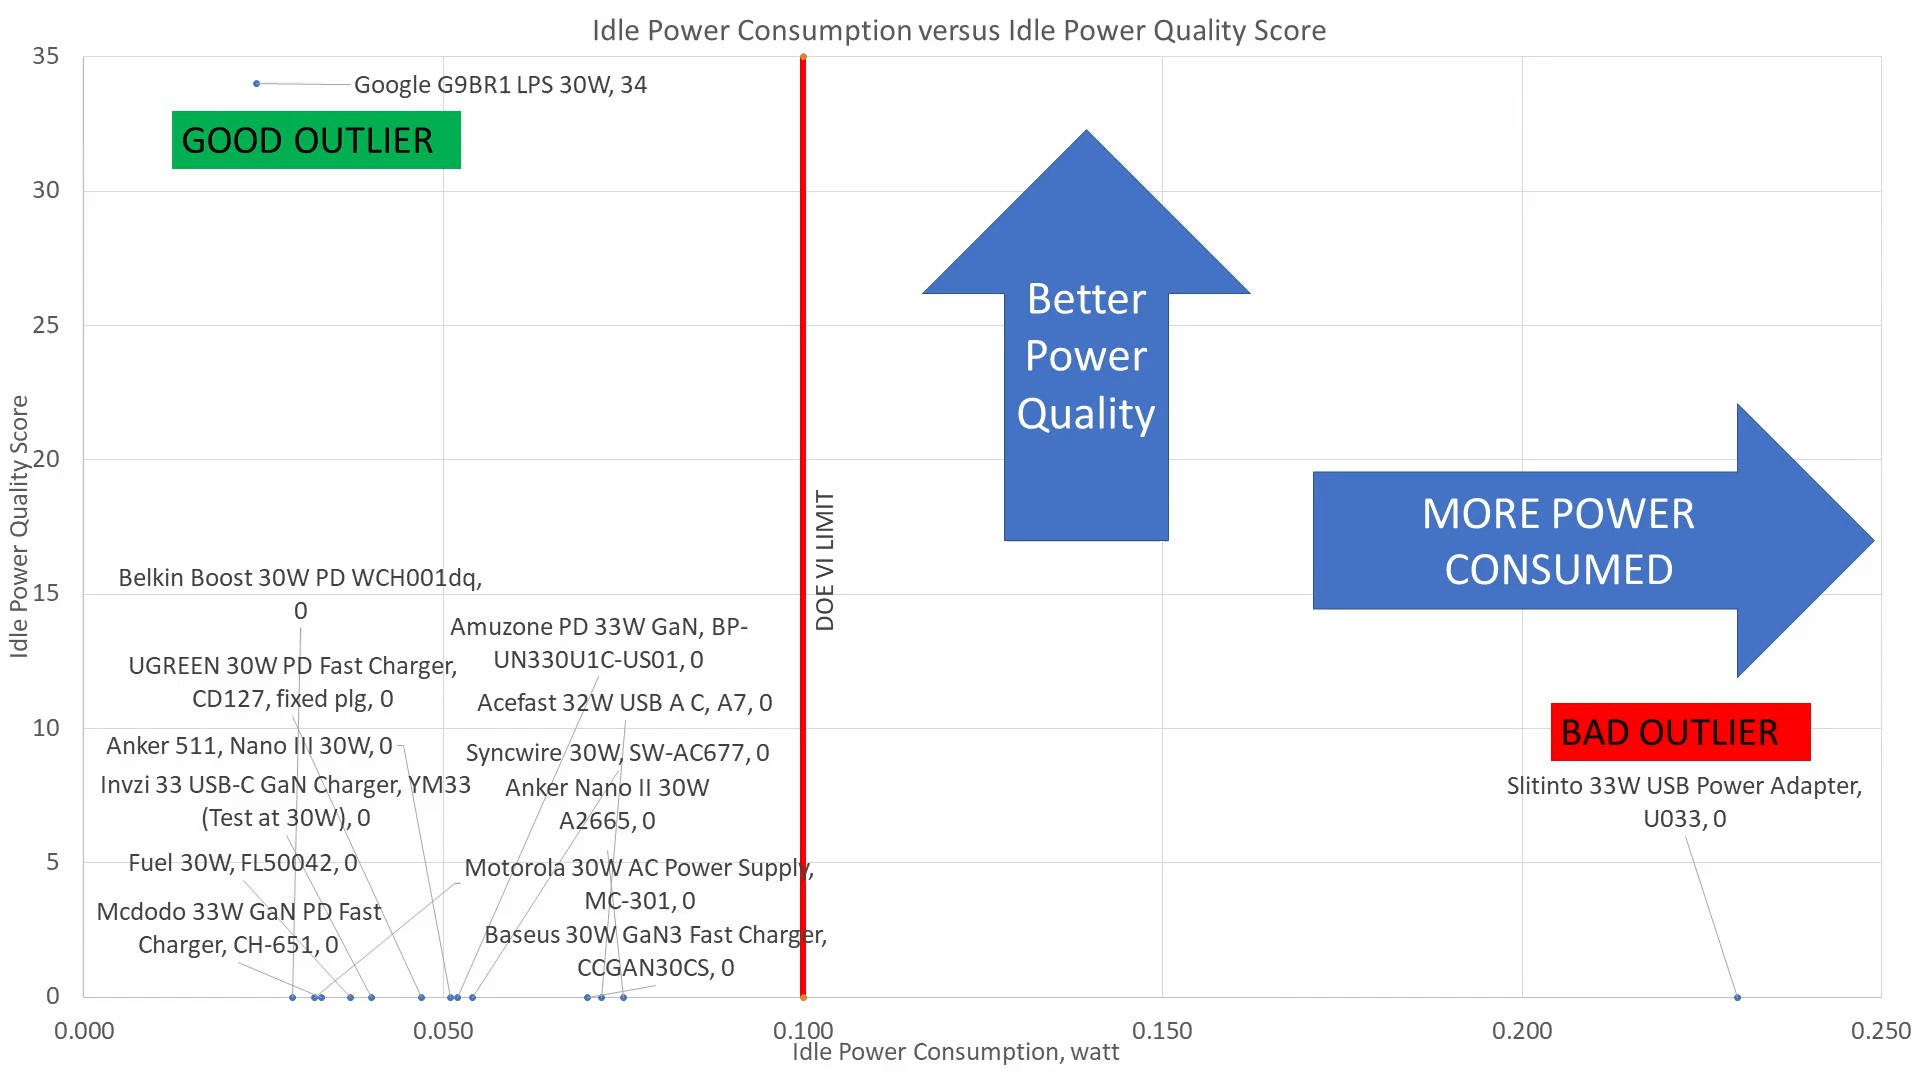 Idle Power Consumption versus Idle Power Quality Score
35
Google G9BR1 LPS 30W, 34
GOOD OUTLIER
30
25
20
15
10
5
0
Idle Power Quality Score
Better
Power
Quality
MORE POWER
CONSUMED
DOE VI LIMIT
Belkin Boost 30W PD WCH001dq,
0
UGREEN 30W PD Fast Charger,
CD127, fixed plg, 0
Anker 511, Nano III 30W, 0
Invzi 33 USB-C GaN Charger, YM33
(Test at 30W), 0
Fuel 30W, FL50042, 0
Mcdodo 33W GaN PD Fast
Charger, CH-651, 0
Amuzone PD 33W GaN, BP-
UN330U1C-US01, 0
Acefast 32W USB A C, A7, 0
Syncwire 30W, SW-AC677, 0
Anker Nano II 30W
A2665, 0
Motorola 30W AC Power Supply,
MC-301, 0
Baseus 30W GaN3 Fast Charger,
CCGAN30CS, 0
BAD OUTLIER
Slitinto 33W USB Power Adapter,
U033, 0
0.000
0.050
0.100
0.150
0.200
0.250
Idle Power Consumption, watt